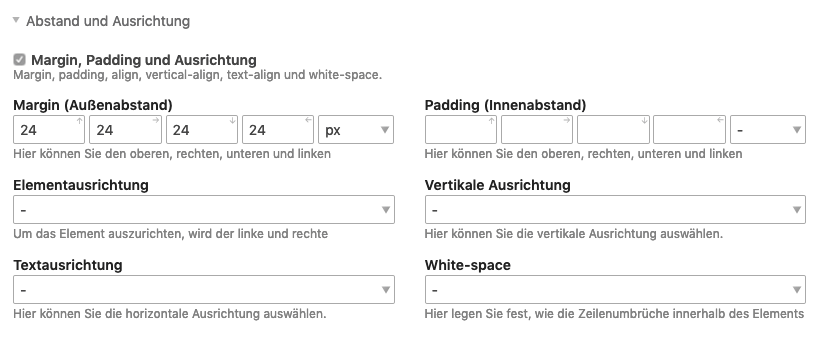 Abstand und Ausrichtung
Margin, Padding und Ausrichtung
Margin, padding, align, vertical-align, text-align und white-space.
Margin (Außenabstand) Padding (Innenabstand)
24 24 24 24 px -
Hier können Sie den oberen, rechten, unteren und linken Hier können Sie den oberen, rechten, unteren und linken
Elementausrichtung Vertikale Ausrichtung
- -
Um das Element auszurichten, wird der linke und rechte Hier können Sie die vertikale Ausrichtung auswählen.
Textausrichtung White-space
- -
Hier können Sie die horizontale Ausrichtung auswählen. Hier legen Sie fest, wie die Zeilenumbrüche innerhalb des Elements